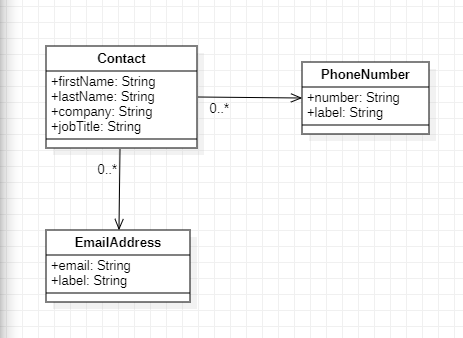 Contact
+firstName: String
+lastName: String
+company: String
+jobTitle: String
0..*
PhoneNumber
+number: String
+label: String
0..*
EmailAddress
+email: String
+label: String